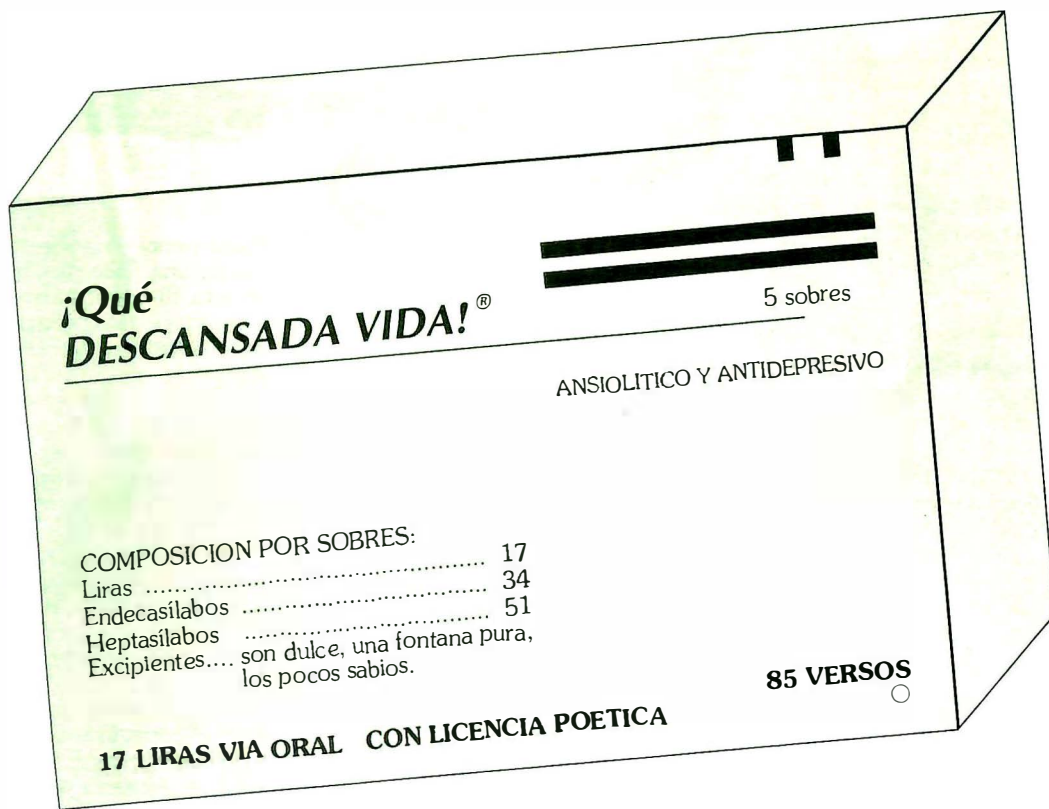 ¡Qué
DESCANSADA VIDA!®
5 sobres
ANSIOLITICO Y ANTIDEPRESIVO
COMPOSICION POR SOBRES:
Liras ................................................ 17
Endecasílabos ................................... 34
Heptasílabos ................................... 51
Excipientes.... son dulce, una fontana pura,
los pocos sabios.
85 VERSOS
17 LIRAS VIA ORAL CON LICENCIA POETICA